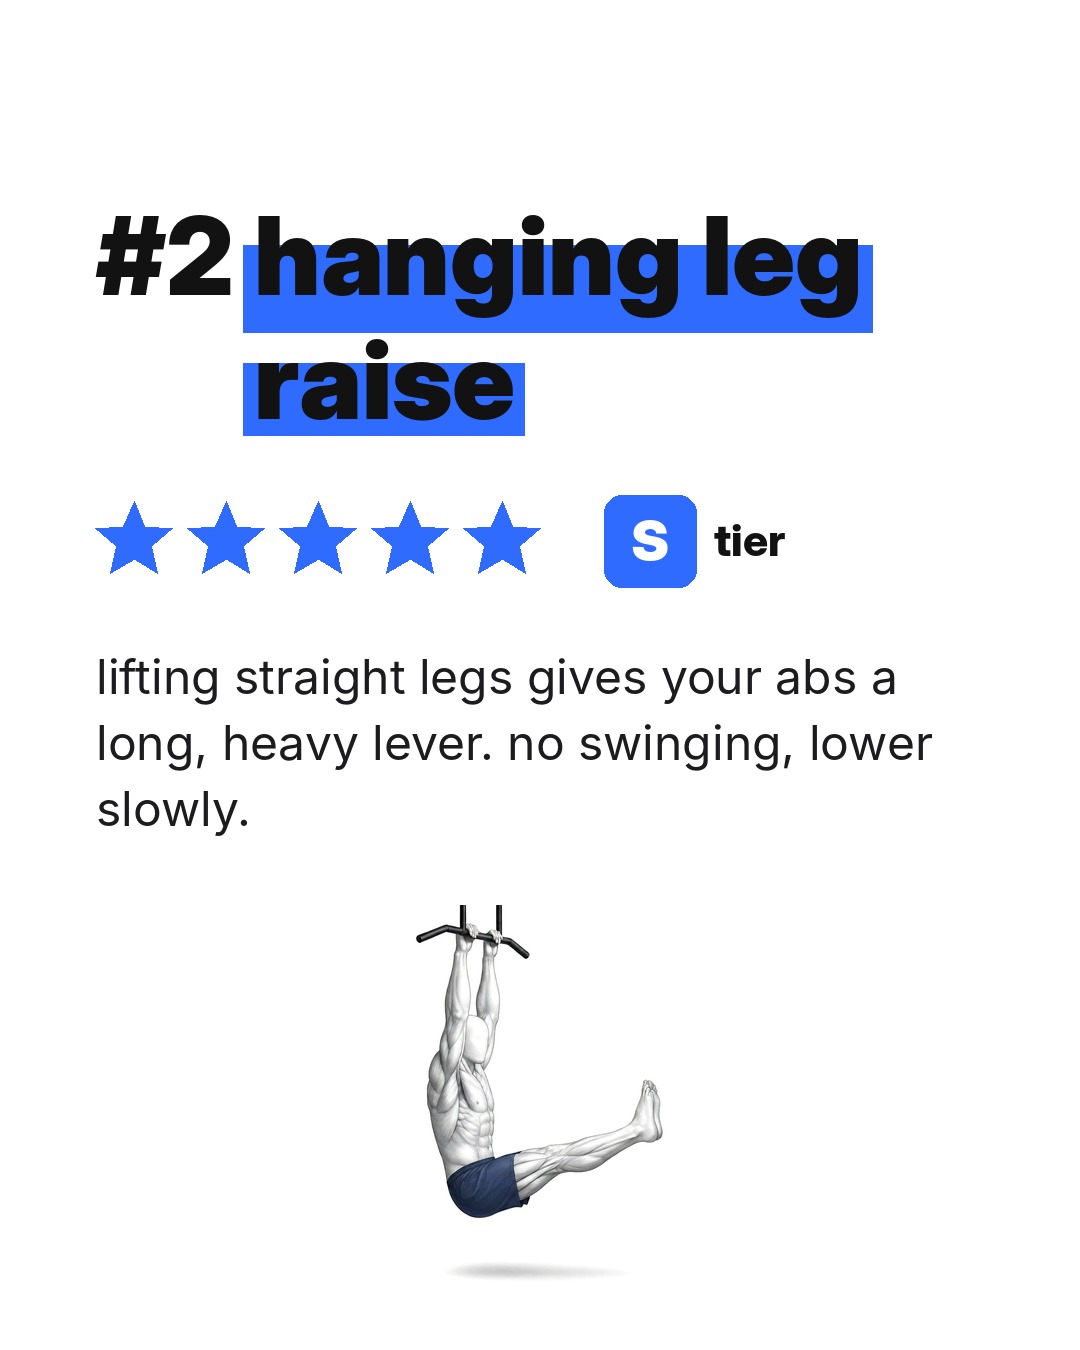 #2 hanging leg
raise
S tier
lifting straight legs gives your abs a
long, heavy lever. no swinging, lower
slowly.